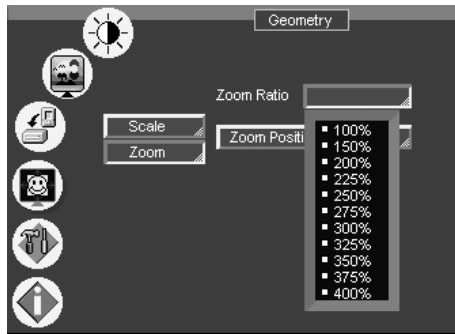 Geometry
Zoom Ratio
Scale
Zoom
Zoom Positi
100%
150%
200%
225%
250%
275%
300%
325%
350%
375%
400%